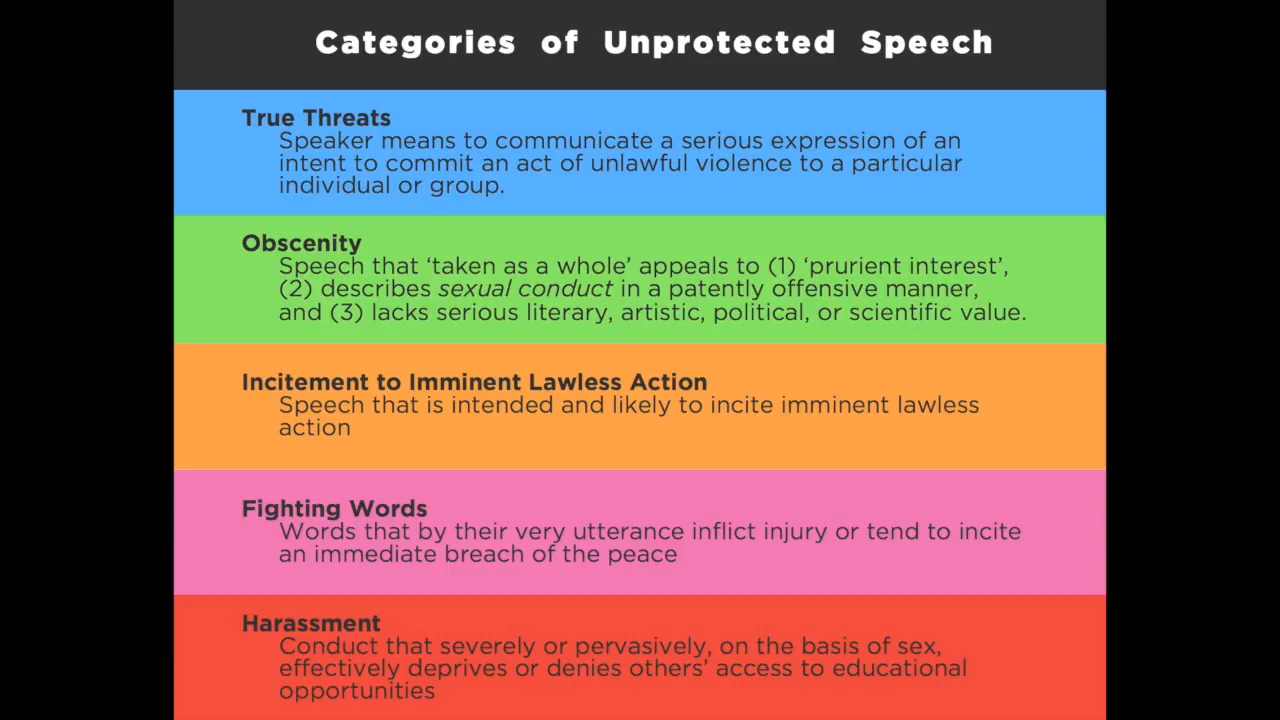 Categories of Unprotected Speech
True Threats
Speaker means to communicate a serious expression of an
intent to commit an act of unlawful violence to a particular
individual or group.
Obscenity
Speech that ‘taken as a whole’ appeals to (1) ‘prurient interest’,
(2) describes sexual conduct in a patently offensive manner,
and (3) lacks serious literary, artistic, political, or scientific value.
Incitement to Imminent Lawless Action
Speech that is intended and likely to incite imminent lawless
action
Fighting Words
Words that by their very utterance inflict injury or tend to incite
an immediate breach of the peace
Harassment
Conduct that severely or pervasively, on the basis of sex,
effectively deprives or denies others’ access to educational
opportunities